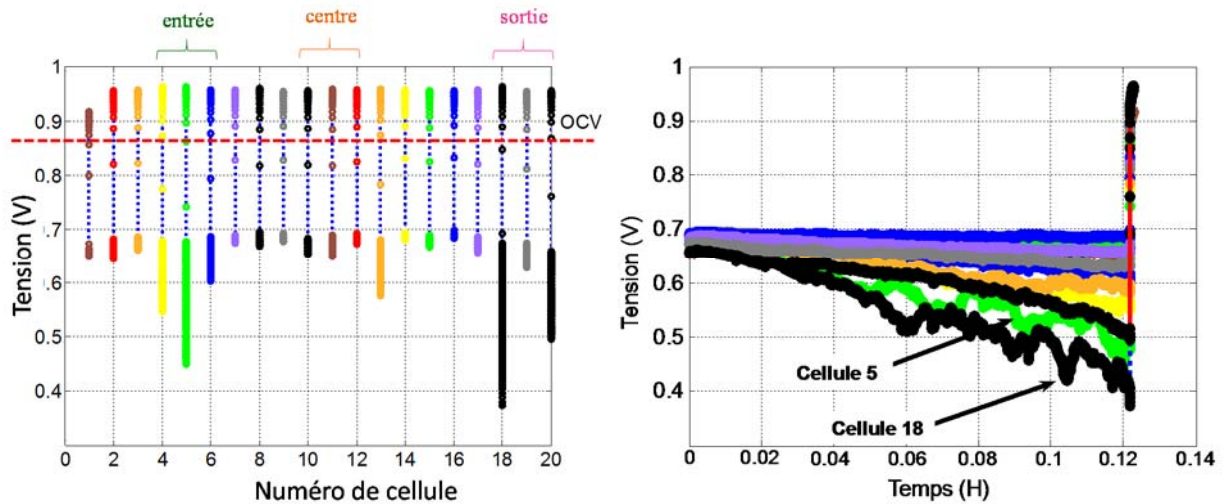 entrée
centre
sortie
1
0.9
0.8
0.7
0.6
0.5
0.4
OCV
Tension (V)
0 2 4 6 8 10 12 14 16 18 20
Numéro de cellule
1
0.9
0.8
0.7
0.6
0.5
0.4
Tension (V)
Cellule 5
Cellule 18
0 0.02 0.04 0.06 0.08 0.1 0.12 0.14
Temps (H)